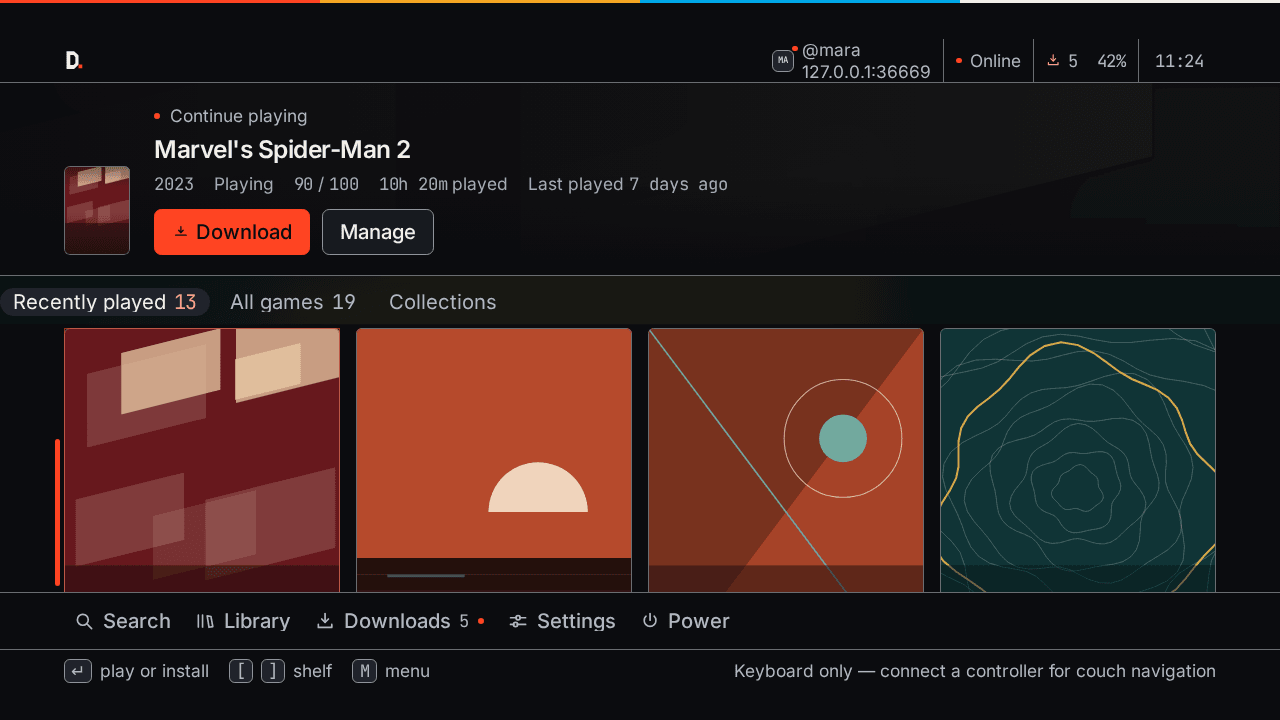 D.
MA @mara
127.0.0.1:36669
Online
5 42%
11:24
Continue playing
Marvel's Spider-Man 2
2023 Playing 90 / 100 10h 20m played Last played 7 days ago
Download Manage
Recently played 13 All games 19 Collections
Search Library Downloads 5 Settings Power
↵ play or install [ ] shelf M menu Keyboard only — connect a controller for couch navigation